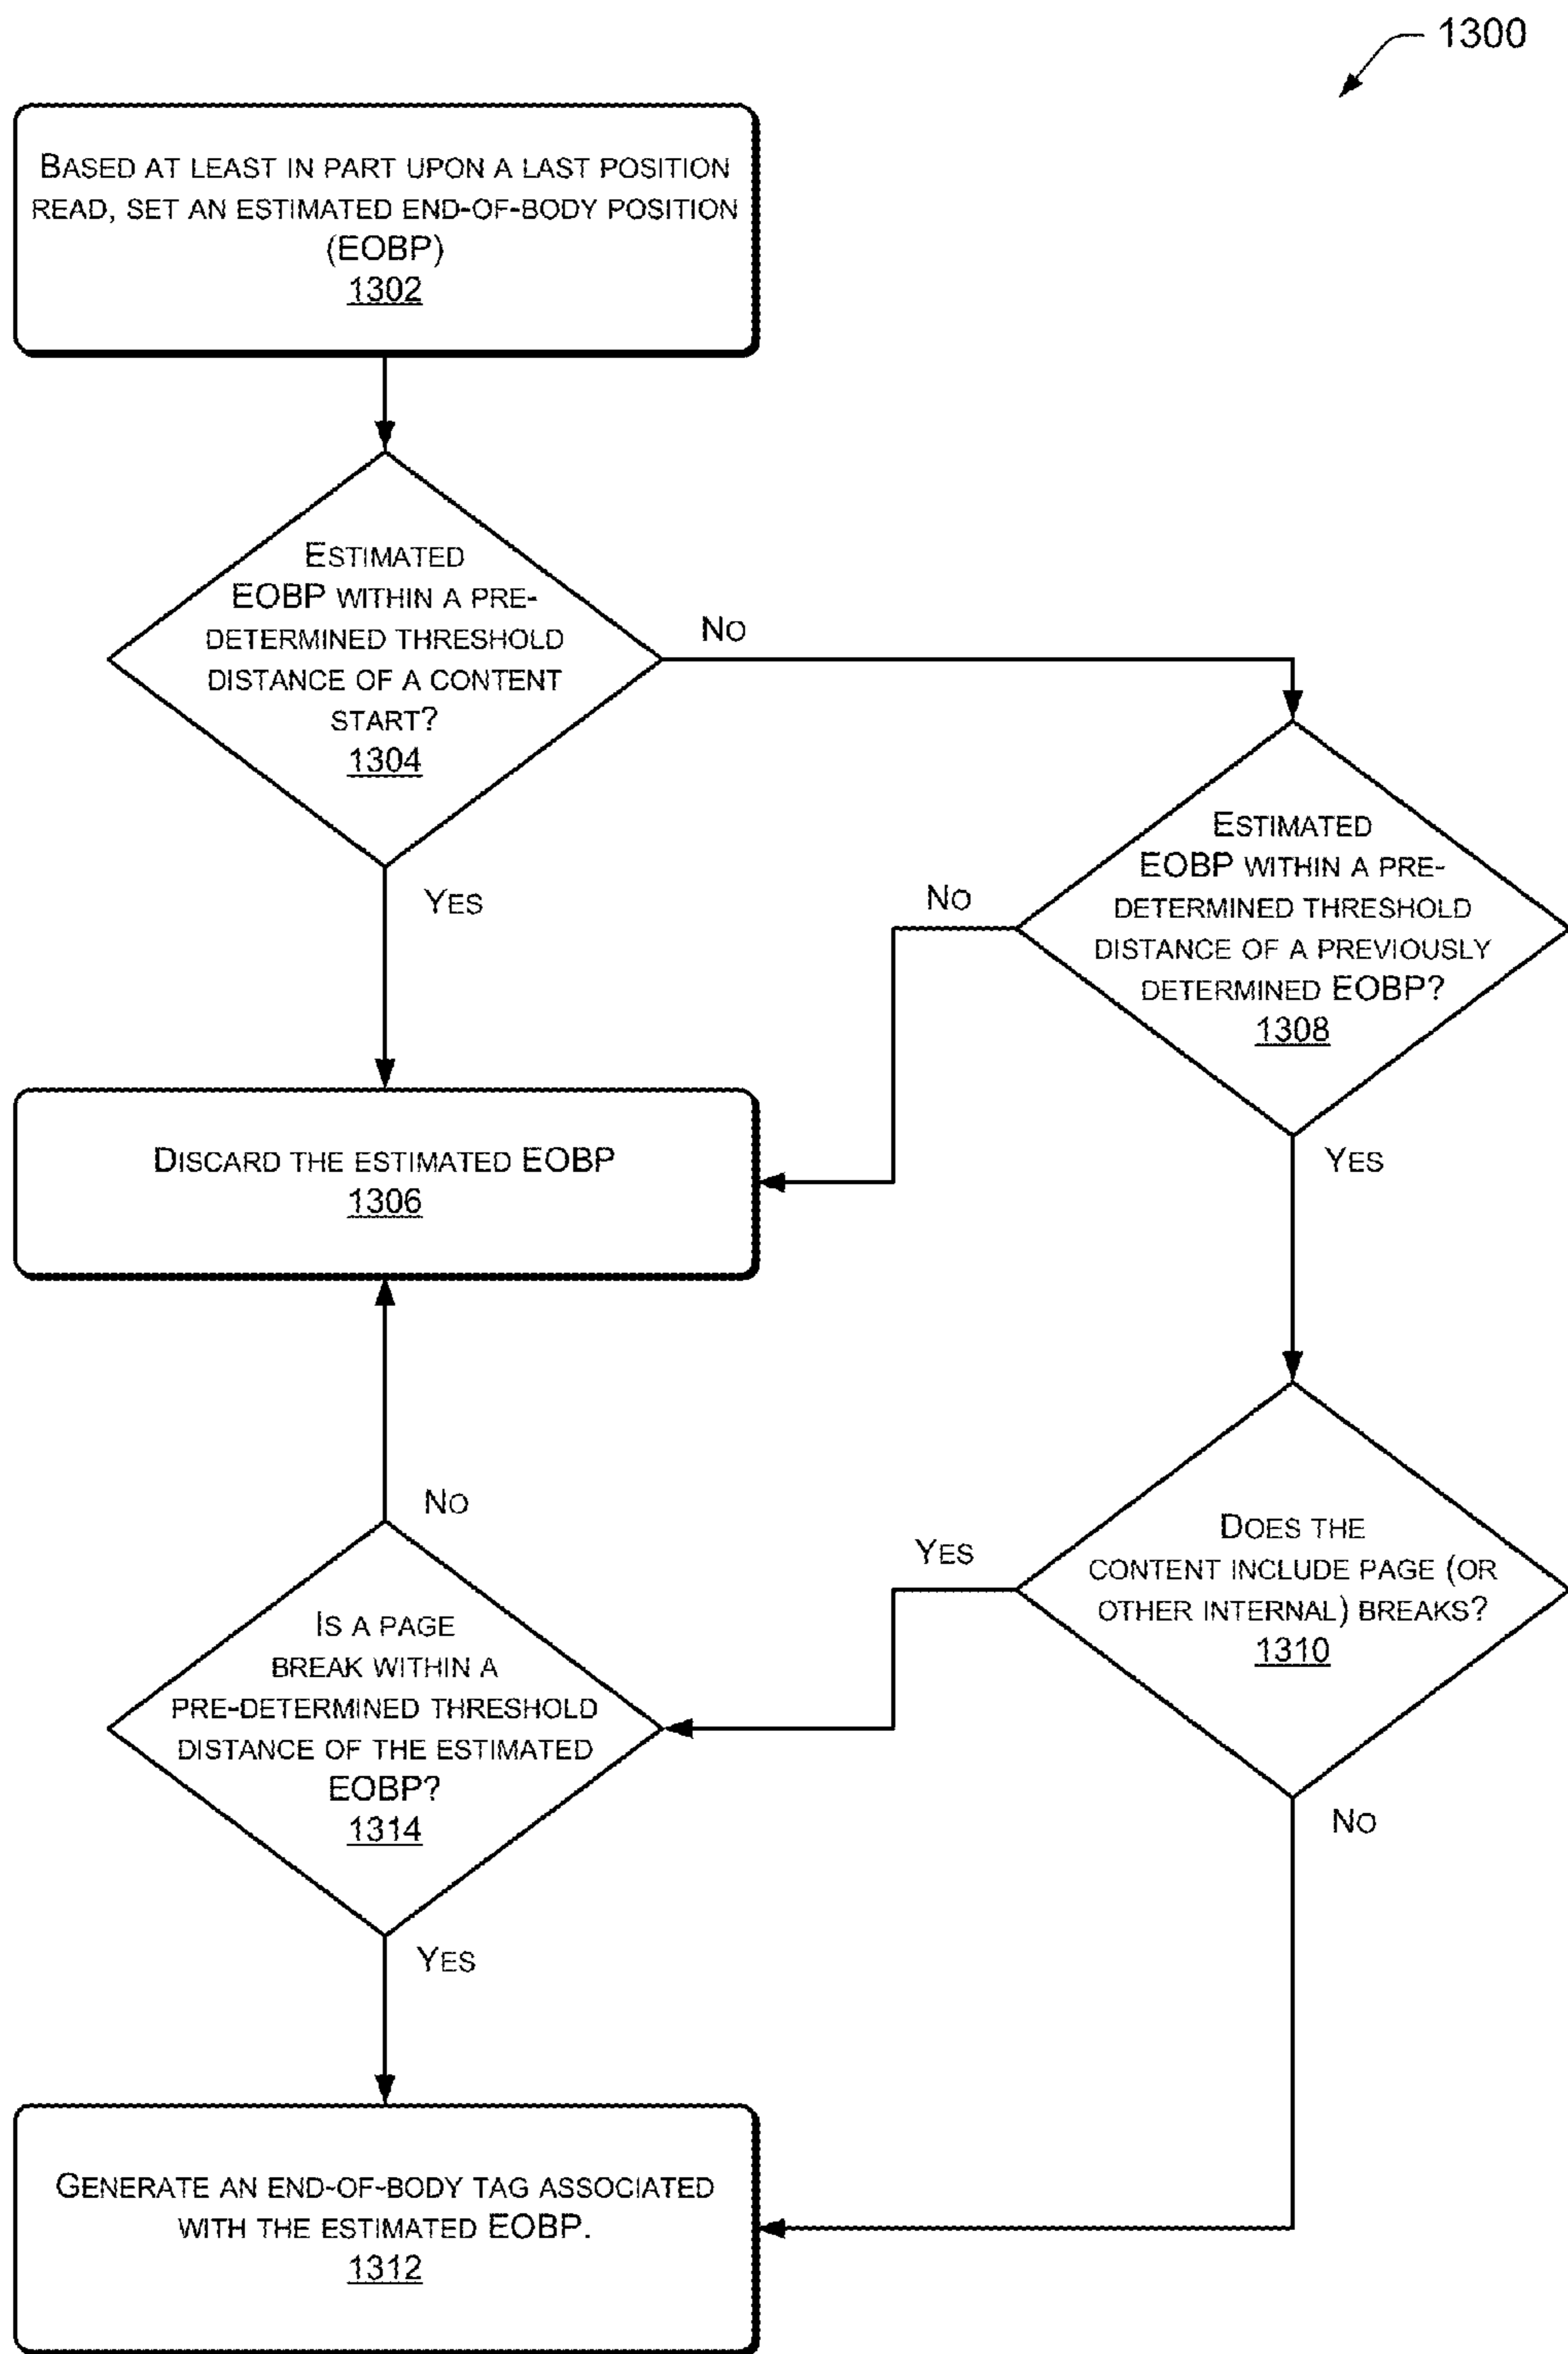 1300
BASED AT LEAST IN PART UPON A LAST POSITION
READ, SET AN ESTIMATED END-OF-BODY POSITION
(EOBP)
1302
ESTIMATED
EOBP WITHIN A PRE-
DETERMINED THRESHOLD
DISTANCE OF A CONTENT
START?
1304
NO
YES
ESTIMATED
EOBP WITHIN A PRE-
DETERMINED THRESHOLD
DISTANCE OF A PREVIOUSLY
DETERMINED EOBP?
1308
NO
YES
DISCARD THE ESTIMATED EOBP
1306
DOES THE
CONTENT INCLUDE PAGE (OR
OTHER INTERNAL) BREAKS?
1310
YES
NO
NO
IS A PAGE
BREAK WITHIN A
PRE-DETERMINED THRESHOLD
DISTANCE OF THE ESTIMATED
EOBP?
1314
YES
GENERATE AN END-OF-BODY TAG ASSOCIATED
WITH THE ESTIMATED EOBP.
1312